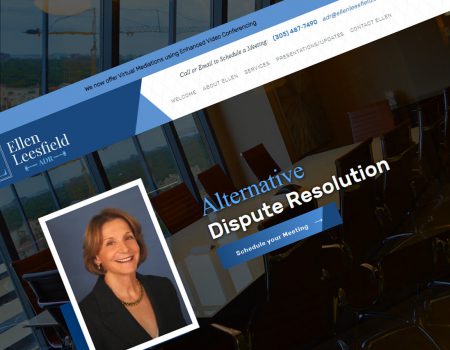 We now offer Virtual Mediations using Enhanced Video Conferencing
Call or Email to Schedule a Meeting: (305) 487-7490
WELCOME ABOUT ELLEN SERVICES PRESENTATIONS/UPDATES CONTACT ELLEN
Ellen
Leesfield
ADR
Alternative
Dispute Resolution
Schedule your Meeting